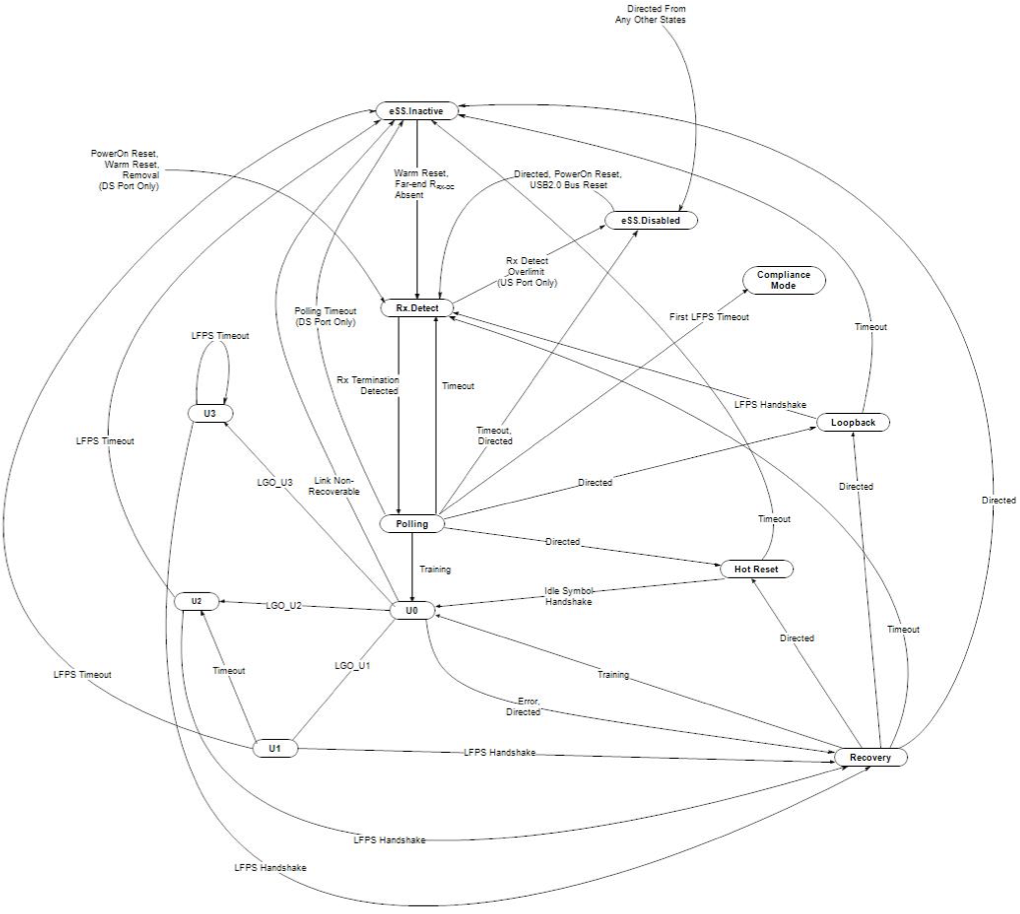 Directed From
Any Other States
eSS.Inactive
PowerOn Reset,
Warm Reset,
Removal
(DS Port Only)
Warm Reset,
Far-end RRX-DC
Absent
Directed, PowerOn Reset,
USB2.0 Bus Reset
eSS.Disabled
Rx Detect
Overlimit
(US Port Only)
Compliance
Mode
Rx.Detect
Polling Timeout
(DS Port Only)
First LFPS Timeout
Timeout
LFPS Timeout
Rx Termination
Detected
Timeout
LFPS Handshake
U3
Loopback
LFPS Timeout
Timeout,
Directed
LGO_U3
Link Non-
Recoverable
Directed
Directed
Directed
Polling
Timeout
Directed
Training
Hot Reset
Idle Symbol
Handshake
U2
LGO_U2
U0
Timeout
Directed
LGO_U1
Timeout
Training
LFPS Timeout
Error,
Directed
U1
LFPS Handshake
Recovery
LFPS Handshake
LFPS Handshake